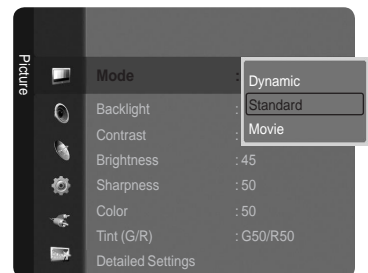 Picture
Mode :
Dynamic
Standard
Movie
Backlight :
Contrast :
Brightness : 45
Sharpness : 50
Color : 50
Tint (G/R) : G50/R50
Detailed Settings